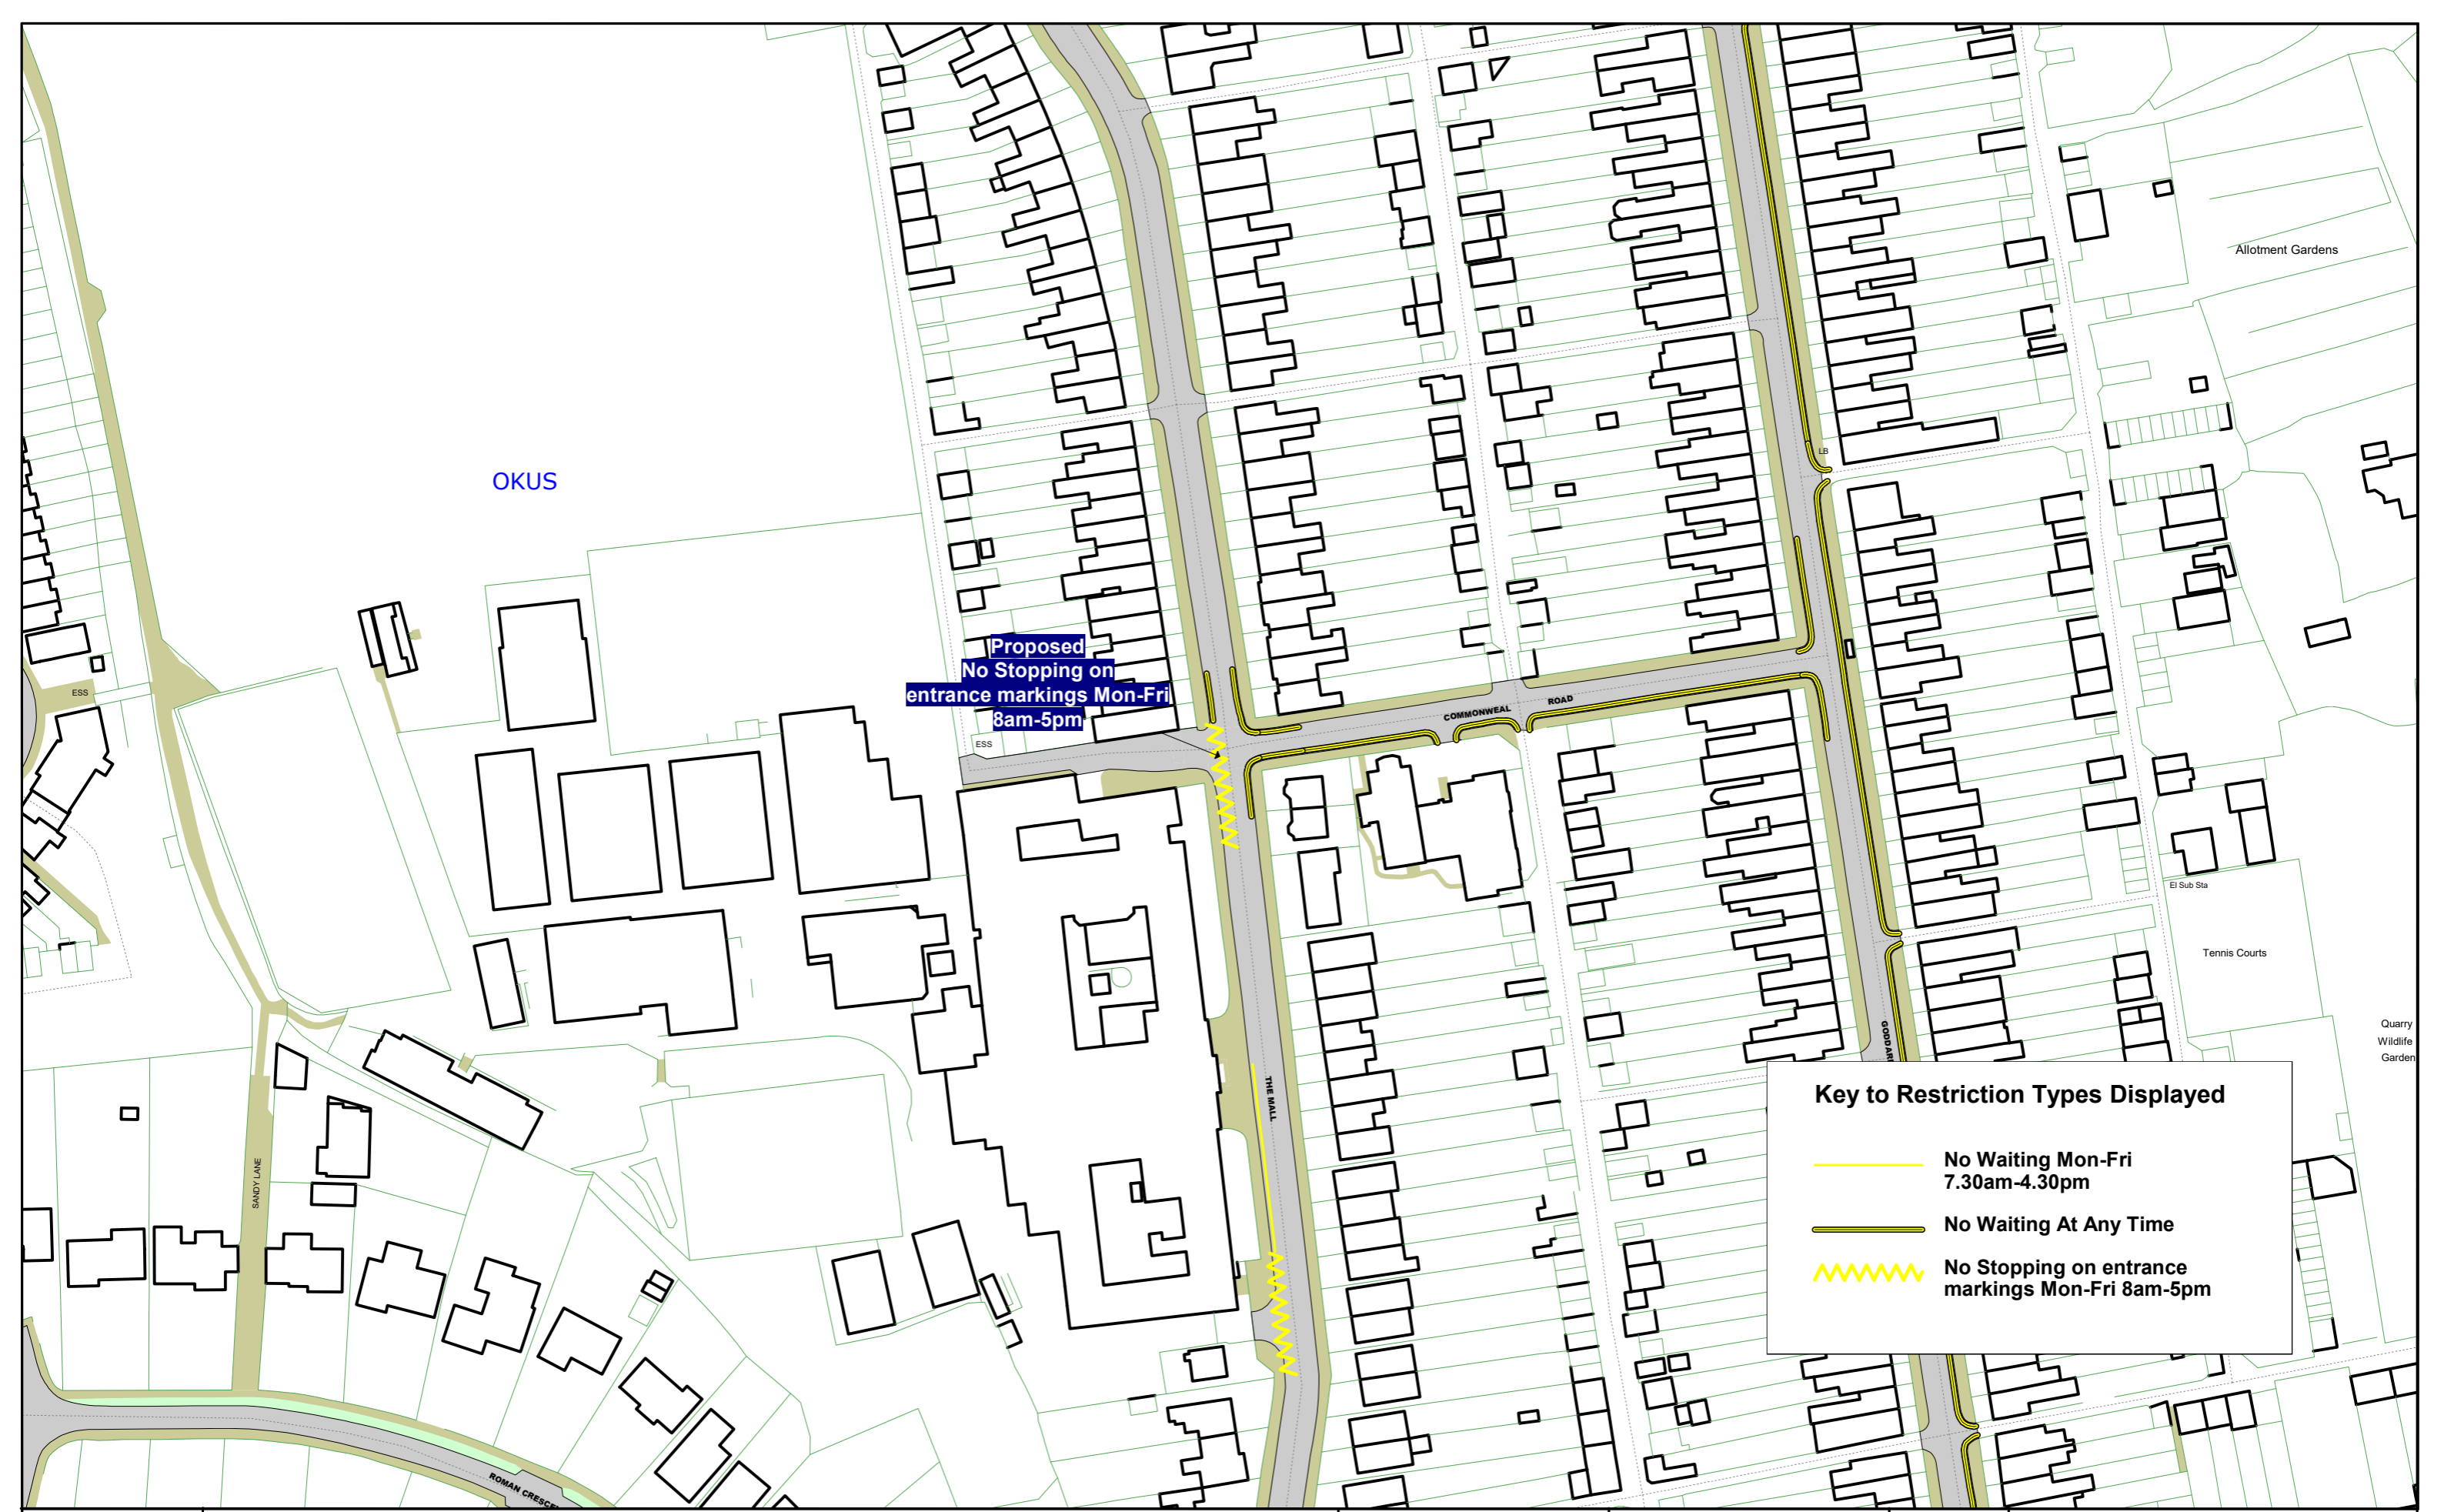 Allotment Gardens
LB
OKUS
Proposed
No Stopping on
entrance markings Mon-Fri
8am-5pm
ESS
ESS
COMMONWEAL ROAD
El Sub Sta
Tennis Courts
Quarry
Wildlife
Garden
THE MALL
SANDY LANE
Key to Restriction Types Displayed
No Waiting Mon-Fri
7.30am-4.30pm
No Waiting At Any Time
No Stopping on entrance
markings Mon-Fri 8am-5pm